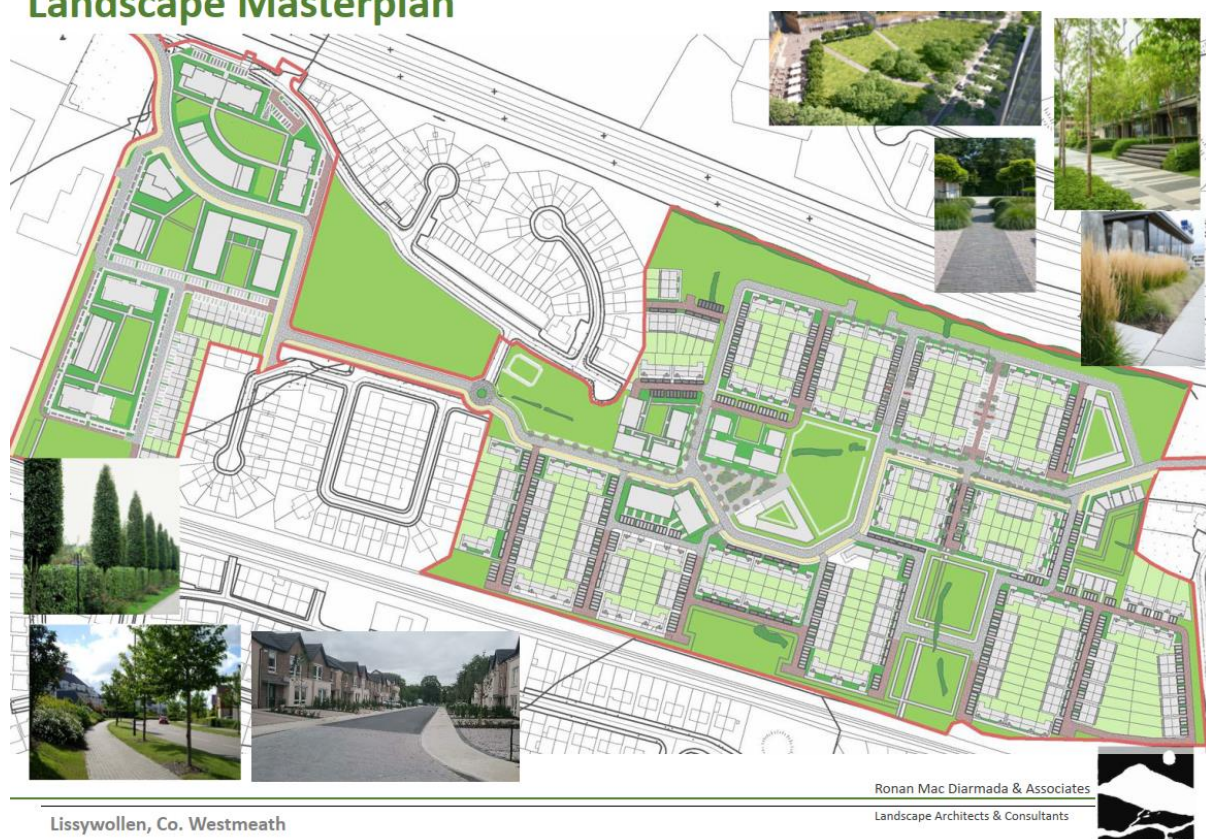 Landscape Masterplan
Ronan Mac Diarmada & Associates
Landscape Architects & Consultants
Lissywollen, Co. Westmeath